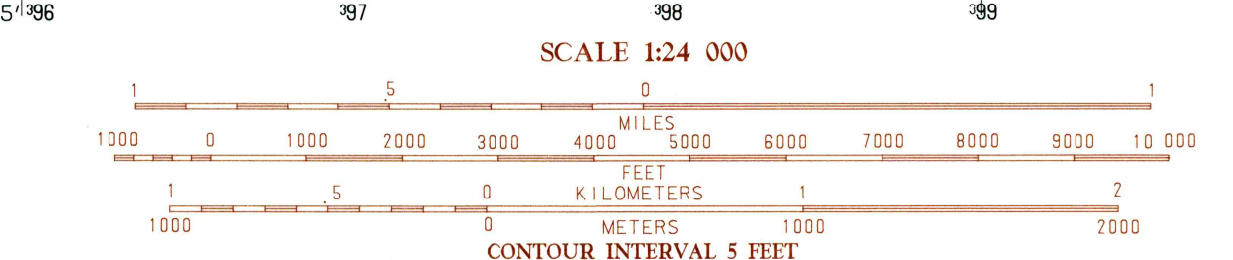 5' 396 397 398 399
SCALE 1:24 000
1 .5 0 1
MILES
1000 0 1000 2000 3000 4000 5000 6000 7000 8000 9000 10 000
FEET
1 .5 0 KILOMETERS 1 2
1000 0 METERS 1000 2000
CONTOUR INTERVAL 5 FEET